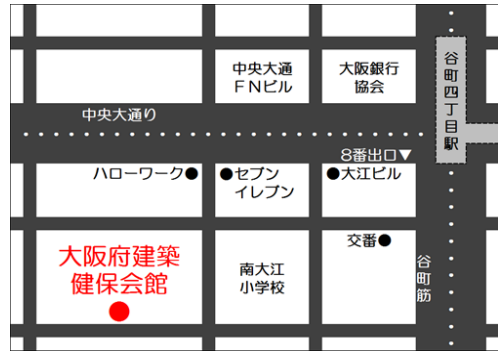 中央大通
FNビル
大阪銀行
協会
谷町四丁目駅
中央大通り
8番出口▼
ハローワーク●
●セブン
イレブン
●大江ビル
大阪府建築
健保会館
南大江
小学校
交番●
谷町筋